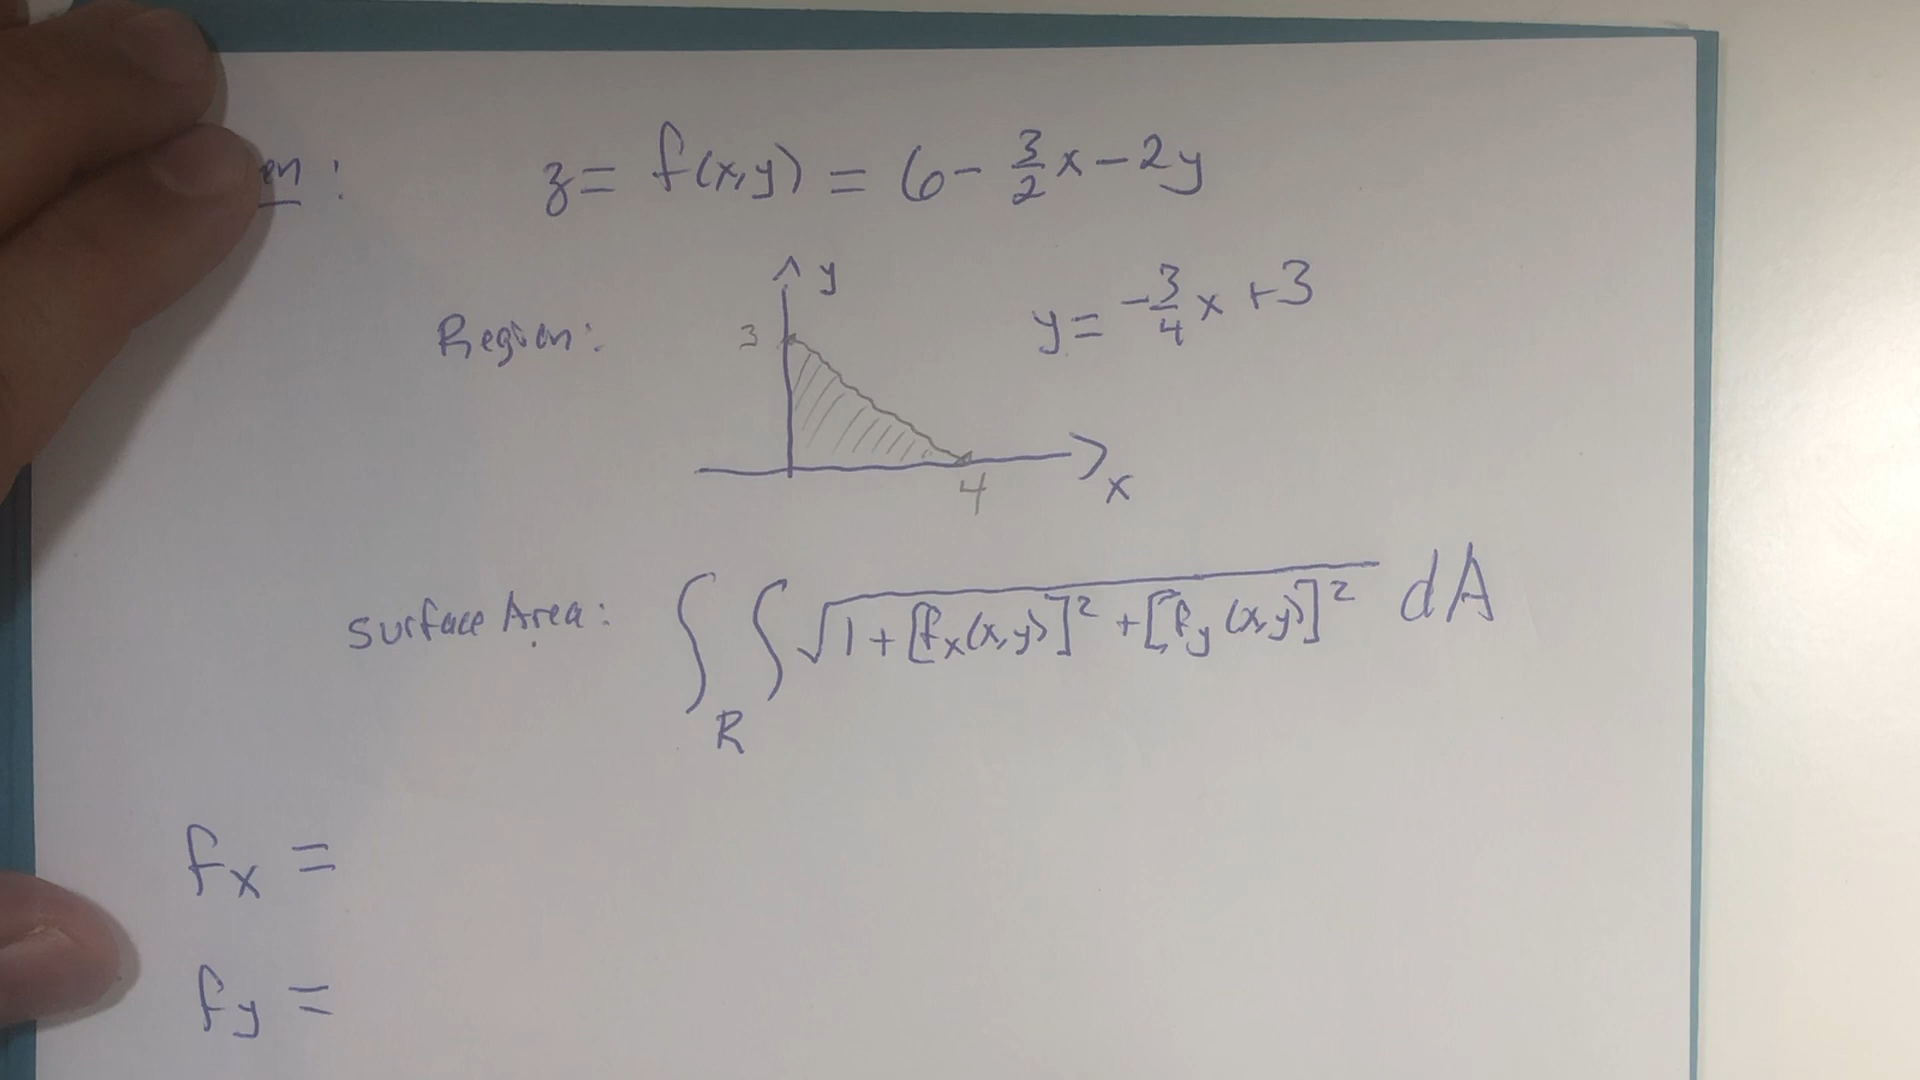 en : z = f(x,y) = 6 - 3/2 x - 2y
y
y = -3/4 x + 3
Region:
3
4
x
Surface Area: ∫∫ √1 + [fx(x,y)]² + [fy(x,y)]² dA
R
fx =
fy =